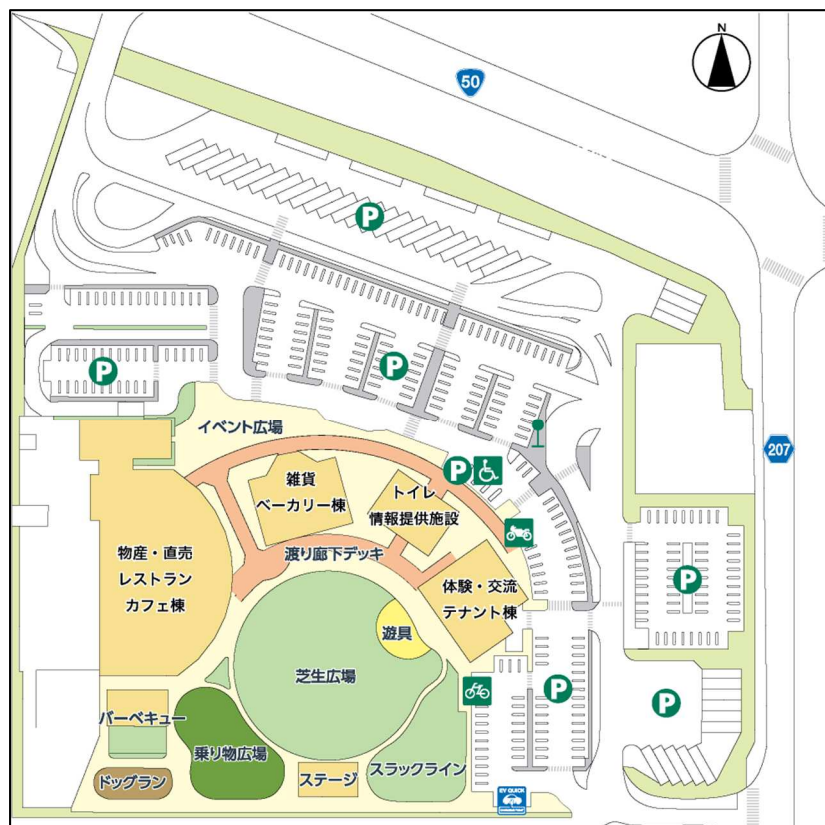 N
50
P
P
P
イベント広場
P
207
雑貨
ベーカリー棟
トイレ
情報提供施設
物産・直売
レストラン
カフェ棟
渡り廊下デッキ
体験・交流
テナント棟
P
遊具
芝生広場
P
P
バーベキュー
乗り物広場
スラックライン
ドッグラン
ステージ
EV QUICK